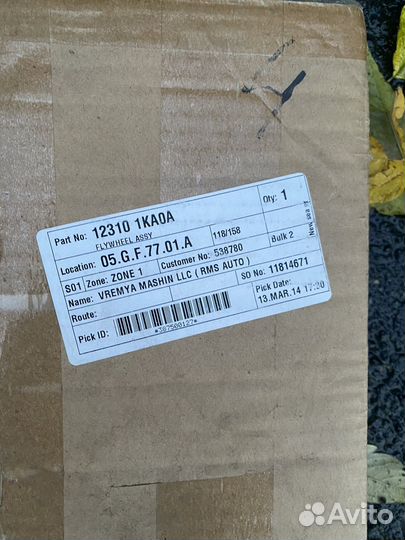 Part No: 12310 1KA0A
FLYWHEEL ASSY
Qty: 1
Location: 05.G.F.77.01.A
118/158
S01 Zone: ZONE 1
Customer No: 538780
Bulk 2
Name: VREMYA MASHIN LLC ( RMS AUTO )
SO No: 11814671
Route:
Pick Date:
13.MAR.14 17:20
Pick ID:
*387500127*
Avito